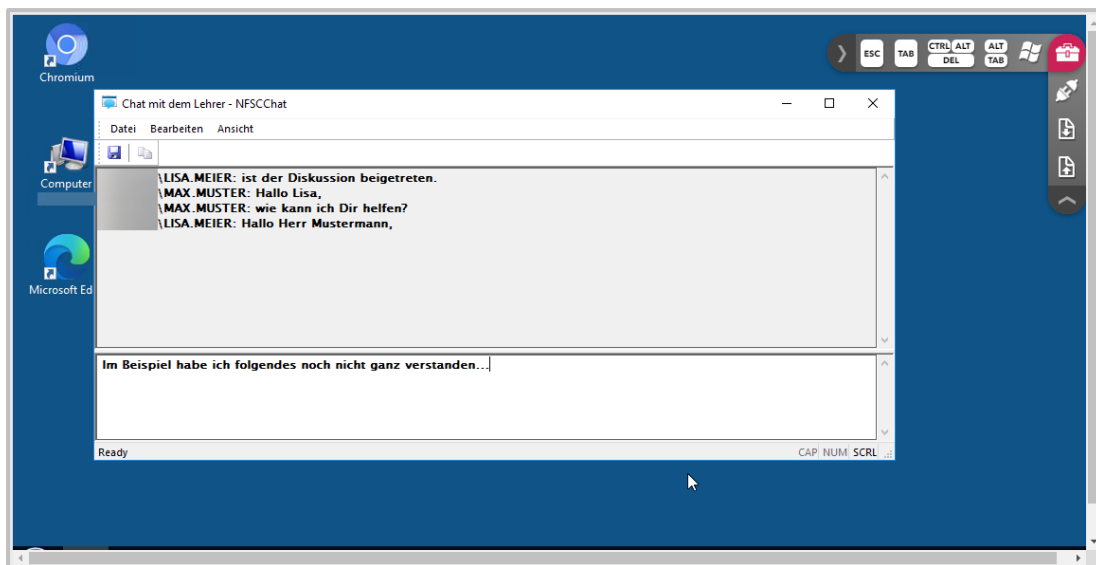 Chromium
ESC
TAB
CTRL ALT
DEL
ALT
TAB
Chat mit dem Lehrer - NFSCChat
Datei Bearbeiten Ansicht
Computer
\LISA.MEIER: ist der Diskussion beigetreten.
\MAX.MUSTER: Hallo Lisa,
\MAX.MUSTER: wie kann ich Dir helfen?
\LISA.MEIER: Hallo Herr Mustermann,
Microsoft Ed
Im Beispiel habe ich folgendes noch nicht ganz verstanden...
Ready
CAP NUM SCRL